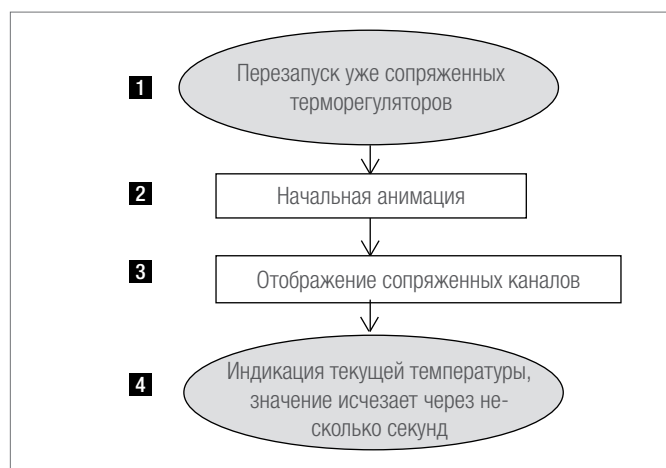 1
Перезапуск уже сопряженных
терморегуляторов
2
Начальная анимация
3
Отображение сопряженных каналов
4
Индикация текущей температуры,
значение исчезает через не-
сколько секунд